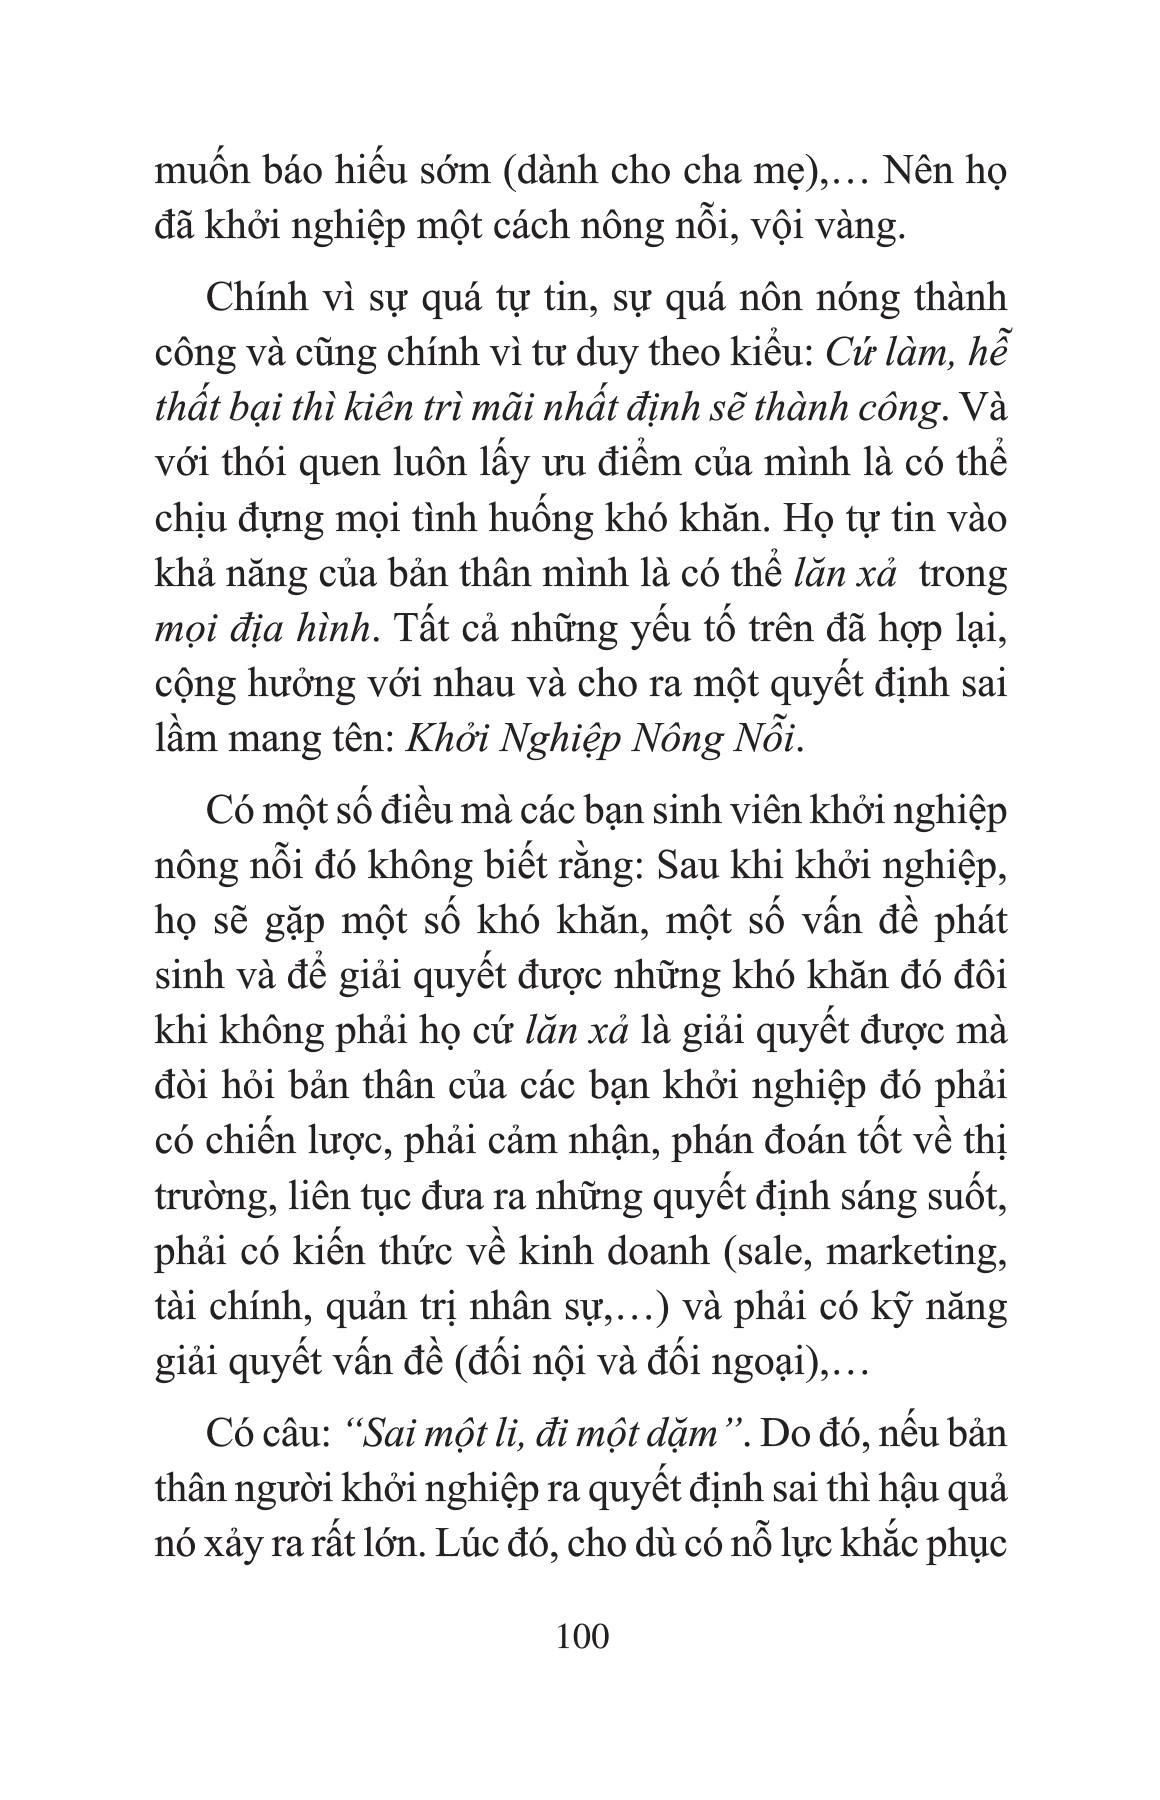 muốn báo hiếu sớm (dành cho cha mẹ),… Nên họ
đã khởi nghiệp một cách nông nỗi, vội vàng.
Chính vì sự quá tự tin, sự quá nôn nóng thành
công và cũng chính vì tư duy theo kiểu: Cứ làm, hễ
thất bại thì kiên trì mãi nhất định sẽ thành công. Và
với thói quen luôn lấy ưu điểm của mình là có thể
chịu đựng mọi tình huống khó khăn. Họ tự tin vào
khả năng của bản thân mình là có thể lăn xả trong
mọi địa hình. Tất cả những yếu tố trên đã hợp lại,
cộng hưởng với nhau và cho ra một quyết định sai
lầm mang tên: Khởi Nghiệp Nông Nỗi.
Có một số điều mà các bạn sinh viên khởi nghiệp
nông nỗi đó không biết rằng: Sau khi khởi nghiệp,
họ sẽ gặp một số khó khăn, một số vấn đề phát
sinh và để giải quyết được những khó khăn đó đôi
khi không phải họ cứ lăn xả là giải quyết được mà
đòi hỏi bản thân của các bạn khởi nghiệp đó phải
có chiến lược, phải cảm nhận, phán đoán tốt về thị
trường, liên tục đưa ra những quyết định sáng suốt,
phải có kiến thức về kinh doanh (sale, marketing,
tài chính, quản trị nhân sự,…) và phải có kỹ năng
giải quyết vấn đề (đối nội và đối ngoại),…
Có câu: “Sai một li, đi một dặm”. Do đó, nếu bản
thân người khởi nghiệp ra quyết định sai thì hậu quả
nó xảy ra rất lớn. Lúc đó, cho dù có nỗ lực khắc phục
100